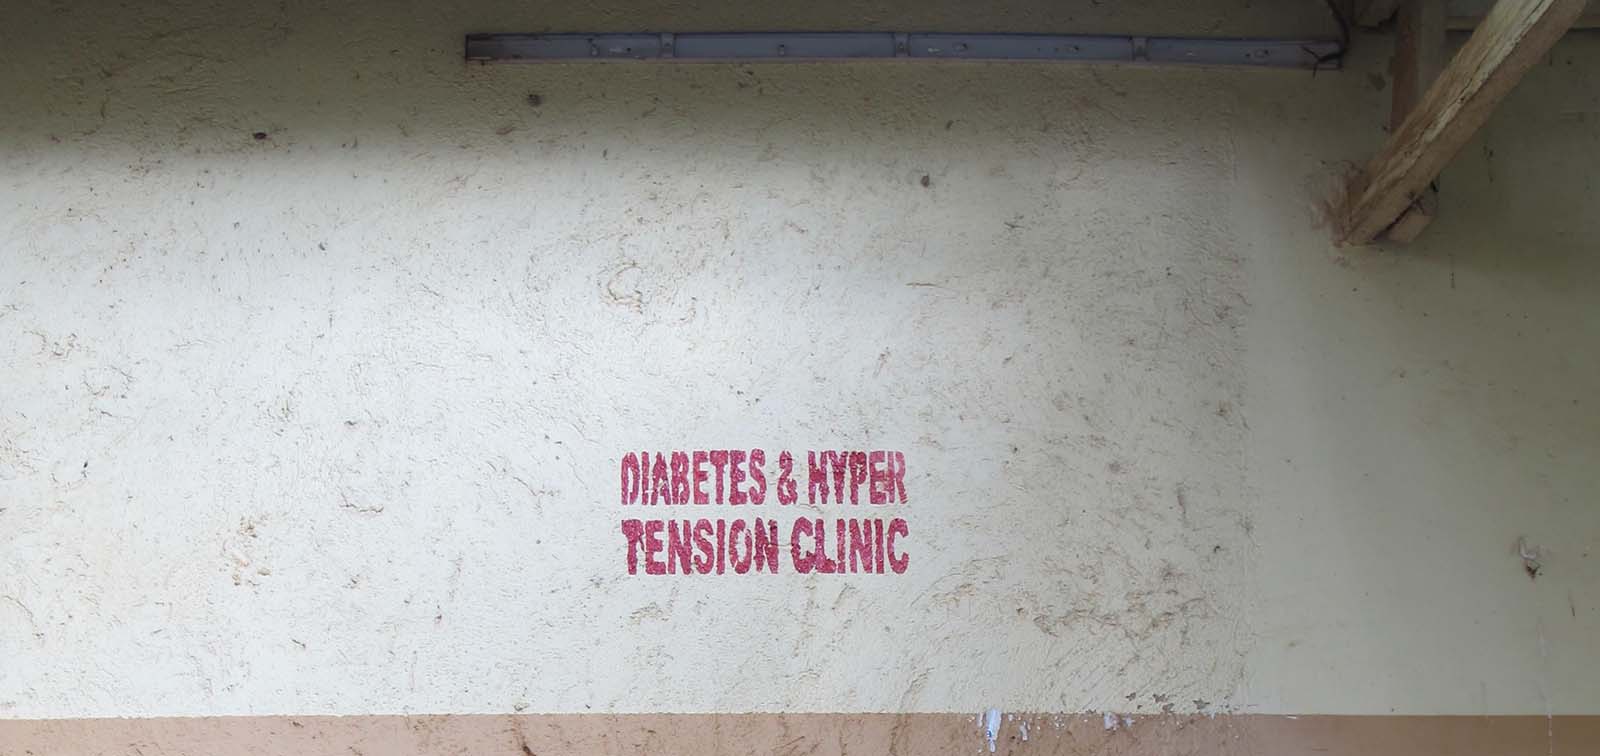 DIABETES & HYPER
TENSION CLINIC